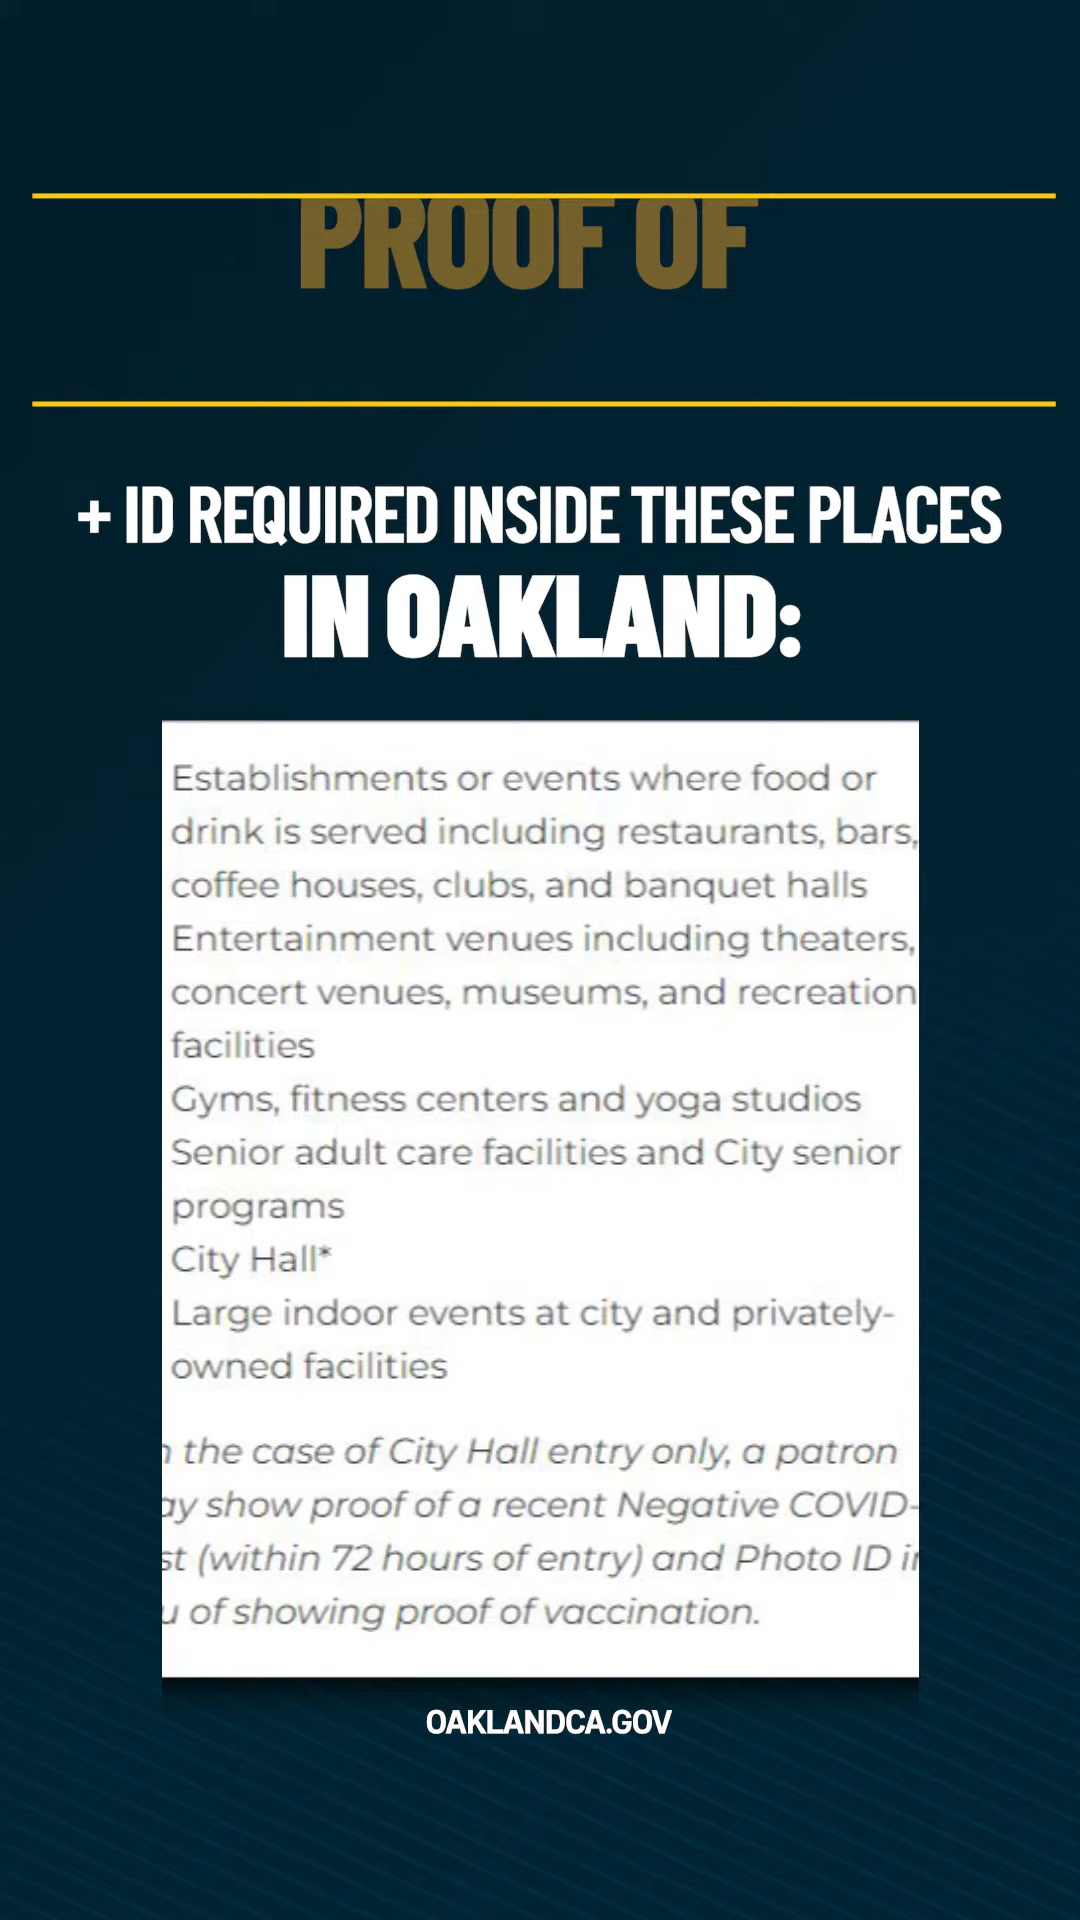 PROOF OF
+ ID REQUIRED INSIDE THESE PLACES
IN OAKLAND:
Establishments or events where food or
drink is served including restaurants, bars,
coffee houses, clubs, and banquet halls
Entertainment venues including theaters,
concert venues, museums, and recreation
facilities
Gyms, fitness centers and yoga studios
Senior adult care facilities and City senior
programs
City Hall*
Large indoor events at city and privately-
owned facilities
the case of City Hall entry only, a patron
show proof of a recent Negative COVID-
(within 72 hours of entry) and Photo ID
of showing proof of vaccination.
OAKLANDCA.GOV